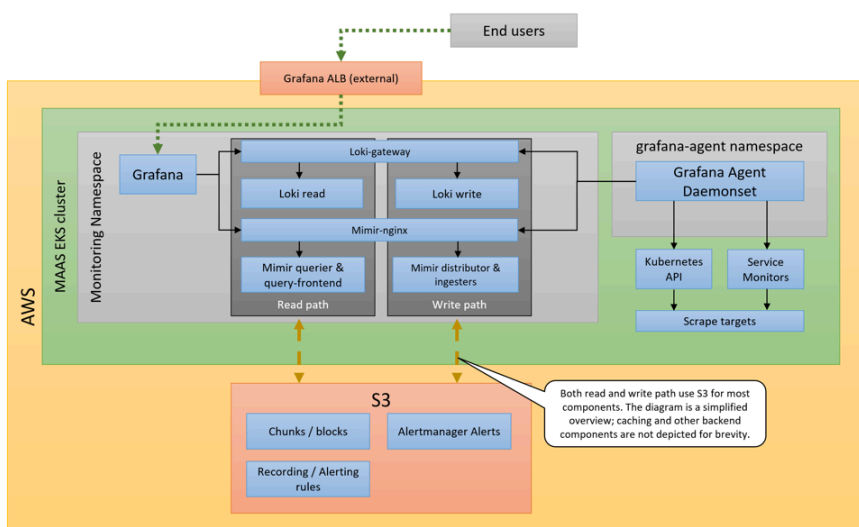 End users
Grafana ALB (external)
AWS
MAAS EKS cluster
Monitoring Namespace
Grafana
Loki-gateway
Loki read
Loki write
Mimir-nginx
Mimir querier &
query-frontend
Mimir distributor &
ingesters
Read path
Write path
grafana-agent namespace
Grafana Agent
Daemonset
Kubernetes
API
Service
Monitors
Scrape targets
S3
Chunks / blocks
Alertmanager Alerts
Recording / Alerting
rules
Both read and write path use S3 for most
components. The diagram is a simplified
overview; caching and other backend
components are not depicted for brevity.